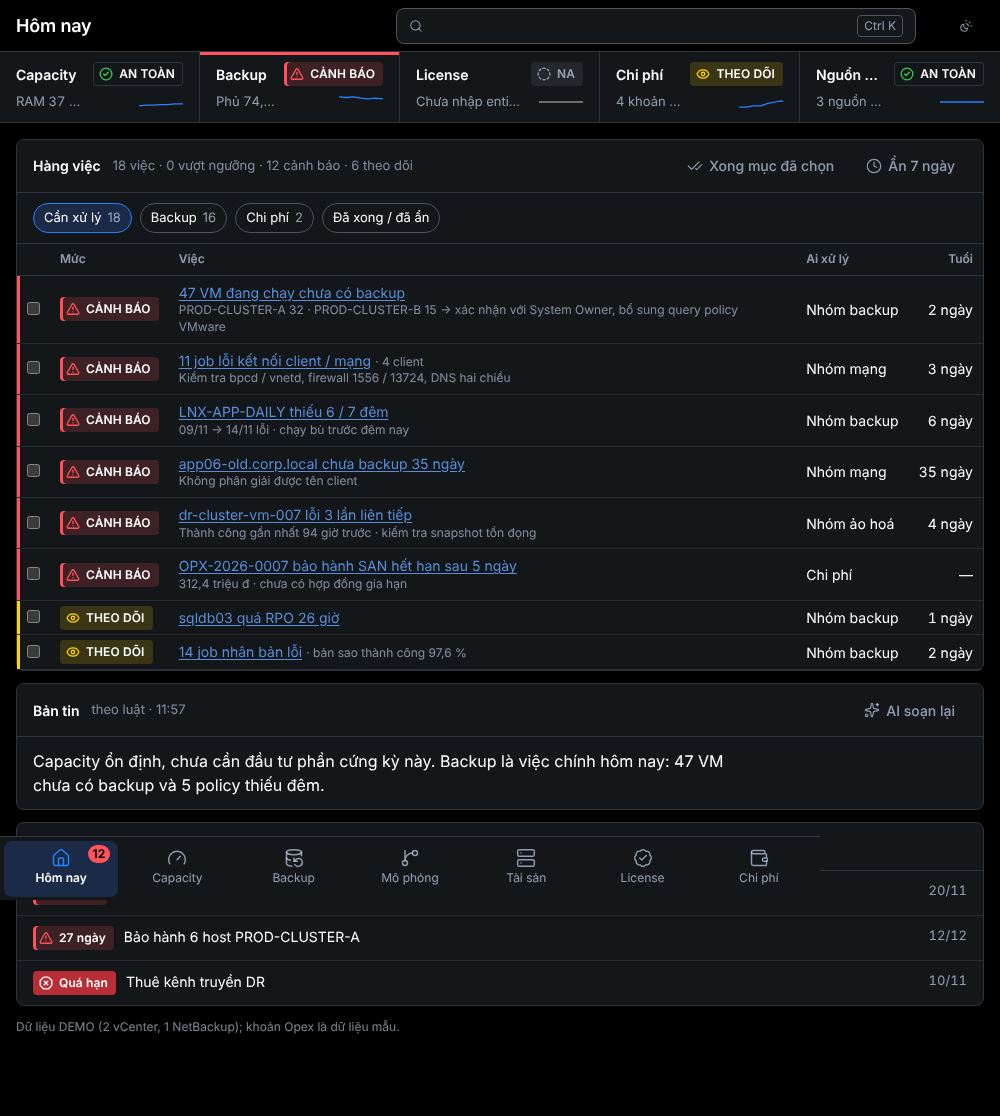 Hôm nay
Ctrl K
Capacity AN TOÀN
RAM 37 ...
Backup CẢNH BÁO
Phủ 74,...
License NA
Chưa nhập enti...
Chi phí THEO DÕI
4 khoản ...
Nguồn ... AN TOÀN
3 nguồn ...
Hàng việc 18 việc · 0 vượt ngưỡng · 12 cảnh báo · 6 theo dõi Xong mục đã chọn Ẩn 7 ngày
Cần xử lý 18 Backup 16 Chi phí 2 Đã xong / đã ẩn
Mức Việc Ai xử lý Tuổi
CẢNH BÁO 47 VM đang chạy chưa có backup Nhóm backup 2 ngày
PROD-CLUSTER-A 32 · PROD-CLUSTER-B 15 → xác nhận với System Owner, bổ sung query policy
VMware
CẢNH BÁO 11 job lỗi kết nối client / mạng · 4 client Nhóm mạng 3 ngày
Kiểm tra bpcd / vnetd, firewall 1556 / 13724, DNS hai chiều
CẢNH BÁO LNX-APP-DAILY thiếu 6 / 7 đêm Nhóm backup 6 ngày
09/11 → 14/11 lỗi · chạy bù trước đêm nay
CẢNH BÁO app06-old.corp.local chưa backup 35 ngày Nhóm mạng 35 ngày
Không phân giải được tên client
CẢNH BÁO dr-cluster-vm-007 lỗi 3 lần liên tiếp Nhóm ảo hoá 4 ngày
Thành công gần nhất 94 giờ trước · kiểm tra snapshot tồn đọng
CẢNH BÁO OPX-2026-0007 bảo hành SAN hết hạn sau 5 ngày Chi phí —
312,4 triệu đ · chưa có hợp đồng gia hạn
THEO DÕI sqldb03 quá RPO 26 giờ Nhóm backup 1 ngày
THEO DÕI 14 job nhân bản lỗi · bản sao thành công 97,6 % Nhóm backup 2 ngày
Bản tin theo luật · 11:57 AI soạn lại
Capacity ổn định, chưa cần đầu tư phần cứng kỳ này. Backup là việc chính hôm nay: 47 VM
chưa có backup và 5 policy thiếu đêm.
12
Hôm nay Capacity Backup Mô phỏng Tài sản License Chi phí
20/11
27 ngày Bảo hành 6 host PROD-CLUSTER-A 12/12
Quá hạn Thuê kênh truyền DR 10/11
Dữ liệu DEMO (2 vCenter, 1 NetBackup); khoản Opex là dữ liệu mẫu.